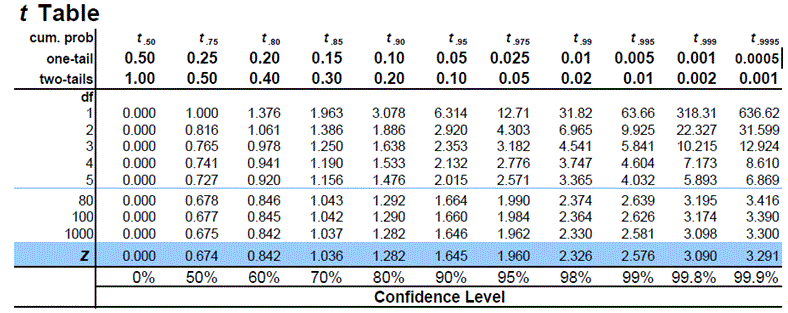 t Table
cum. prob t .50 t .75 t .80 t .85 t .90 t .95 t .975 t .99 t .995 t .999 t .9995
one-tail 0.50 0.25 0.20 0.15 0.10 0.05 0.025 0.01 0.005 0.001 0.0005
two-tails 1.00 0.50 0.40 0.30 0.20 0.10 0.05 0.02 0.01 0.002 0.001
df
1 0.000 1.000 1.376 1.963 3.078 6.314 12.71 31.82 63.66 318.31 636.62
2 0.000 0.816 1.061 1.386 1.886 2.920 4.303 6.965 9.925 22.327 31.599
3 0.000 0.765 0.978 1.250 1.638 2.353 3.182 4.541 5.841 10.215 12.924
4 0.000 0.741 0.941 1.190 1.533 2.132 2.776 3.747 4.604 7.173 8.610
5 0.000 0.727 0.920 1.156 1.476 2.015 2.571 3.365 4.032 5.893 6.869
80 0.000 0.678 0.846 1.043 1.292 1.664 1.990 2.374 2.639 3.195 3.416
100 0.000 0.677 0.845 1.042 1.290 1.660 1.984 2.364 2.626 3.174 3.390
1000 0.000 0.675 0.842 1.037 1.282 1.646 1.962 2.330 2.581 3.098 3.300
Z 0.000 0.674 0.842 1.036 1.282 1.645 1.960 2.326 2.576 3.090 3.291
0% 50% 60% 70% 80% 90% 95% 98% 99% 99.8% 99.9%
Confidence Level